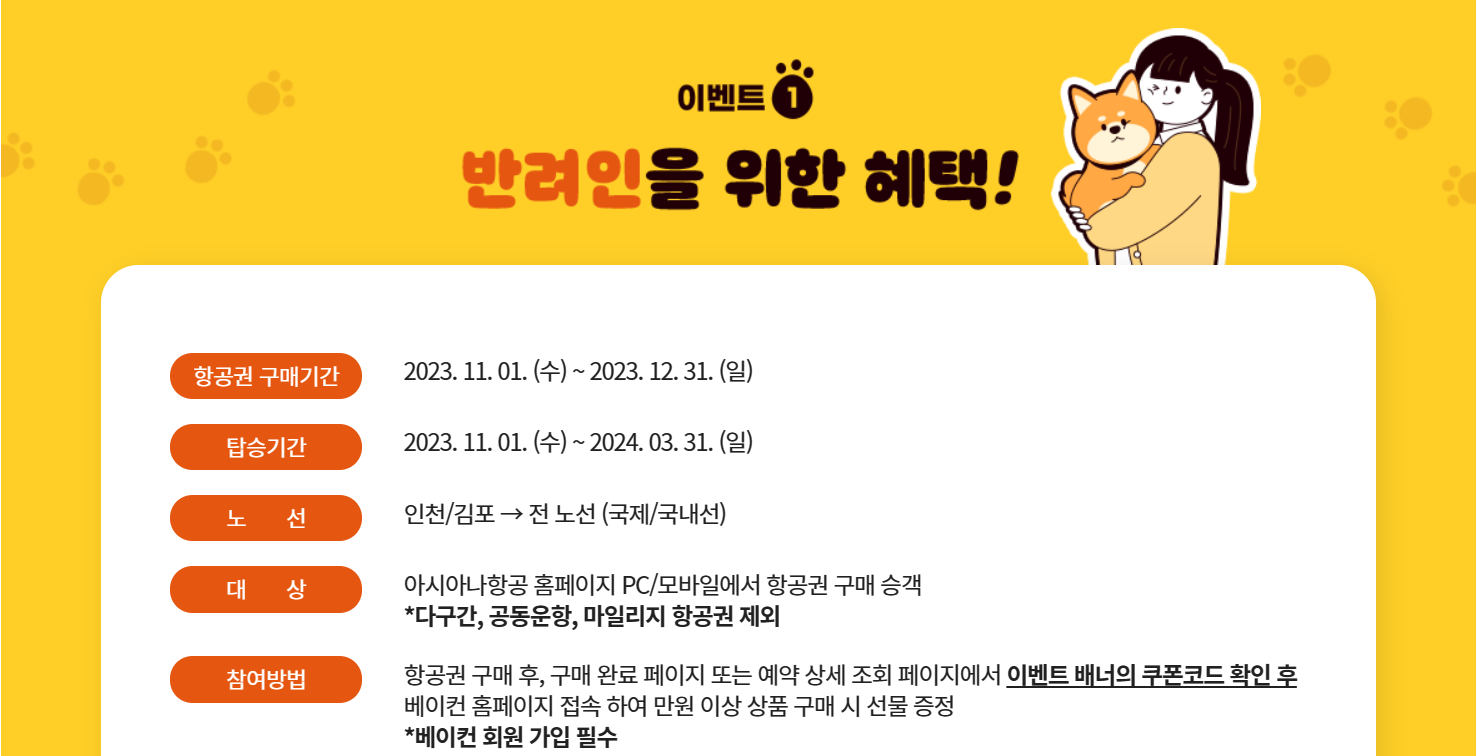 이벤트 1
반려인을 위한 혜택!
항공권 구매기간
2023. 11. 01. (수) ~ 2023. 12. 31. (일)
탑승기간
2023. 11. 01. (수) ~ 2024. 03. 31. (일)
노 선
인천/김포 → 전 노선 (국제/국내선)
대 상
아시아나항공 홈페이지 PC/모바일에서 항공권 구매 승객
*다구간, 공동운항, 마일리지 항공권 제외
참여방법
항공권 구매 후, 구매 완료 페이지 또는 예약 상세 조회 페이지에서 이벤트 배너의 쿠폰코드 확인 후
베이컨 홈페이지 접속 하여 만원 이상 상품 구매 시 선물 증정
*베이컨 회원 가입 필수